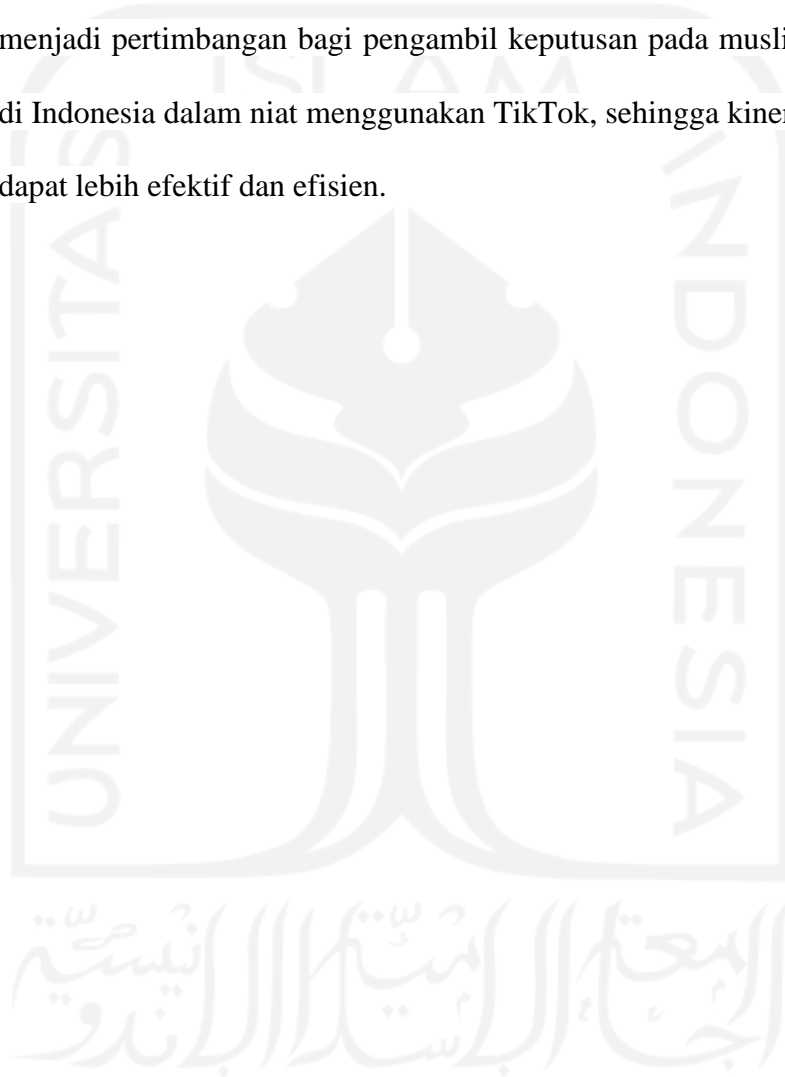 menjadi pertimbangan bagi pengambil keputusan pada musli
di Indonesia dalam niat menggunakan TikTok, sehingga kiner
dapat lebih efektif dan efisien.
ISLAM
UNIVERSITAS
INDONESIA